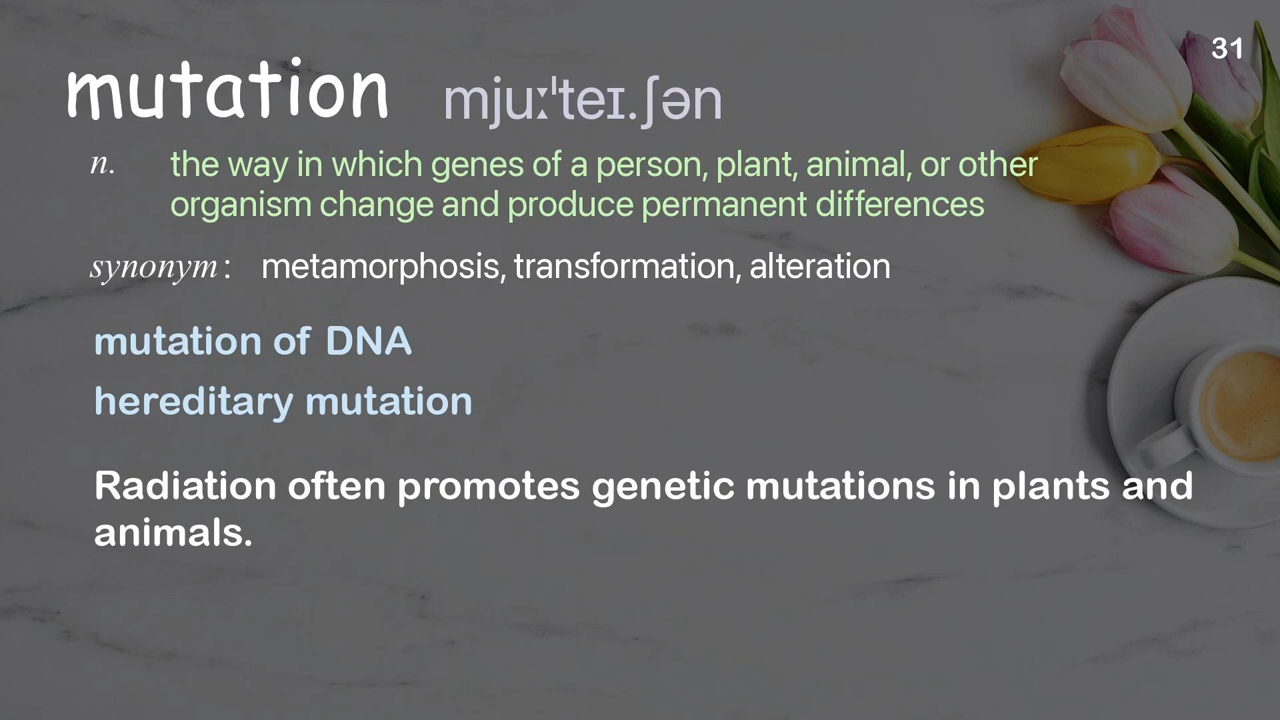 31
mutation mjuːˈteɪ.ʃən
n. the way in which genes of a person, plant, animal, or other
organism change and produce permanent differences
synonym: metamorphosis, transformation, alteration
mutation of DNA
hereditary mutation
Radiation often promotes genetic mutations in plants and
animals.